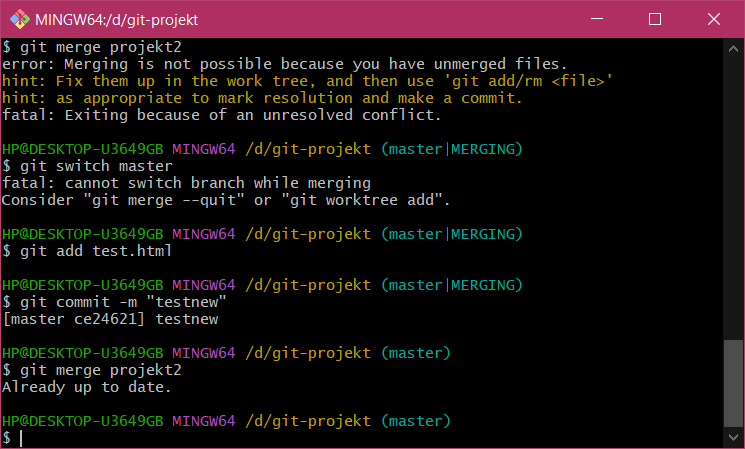 MINGW64:/d/git-projekt
$ git merge projekt2
error: Merging is not possible because you have unmerged files.
hint: Fix them up in the work tree, and then use 'git add/rm <file>'
hint: as appropriate to mark resolution and make a commit.
fatal: Exiting because of an unresolved conflict.
HP@DESKTOP-U3649GB MINGW64 /d/git-projekt (master|MERGING)
$ git switch master
fatal: cannot switch branch while merging
Consider "git merge --quit" or "git worktree add".
HP@DESKTOP-U3649GB MINGW64 /d/git-projekt (master|MERGING)
$ git add test.html
HP@DESKTOP-U3649GB MINGW64 /d/git-projekt (master|MERGING)
$ git commit -m "testnew"
[master ce24621] testnew
HP@DESKTOP-U3649GB MINGW64 /d/git-projekt (master)
$ git merge projekt2
Already up to date.
HP@DESKTOP-U3649GB MINGW64 /d/git-projekt (master)
$